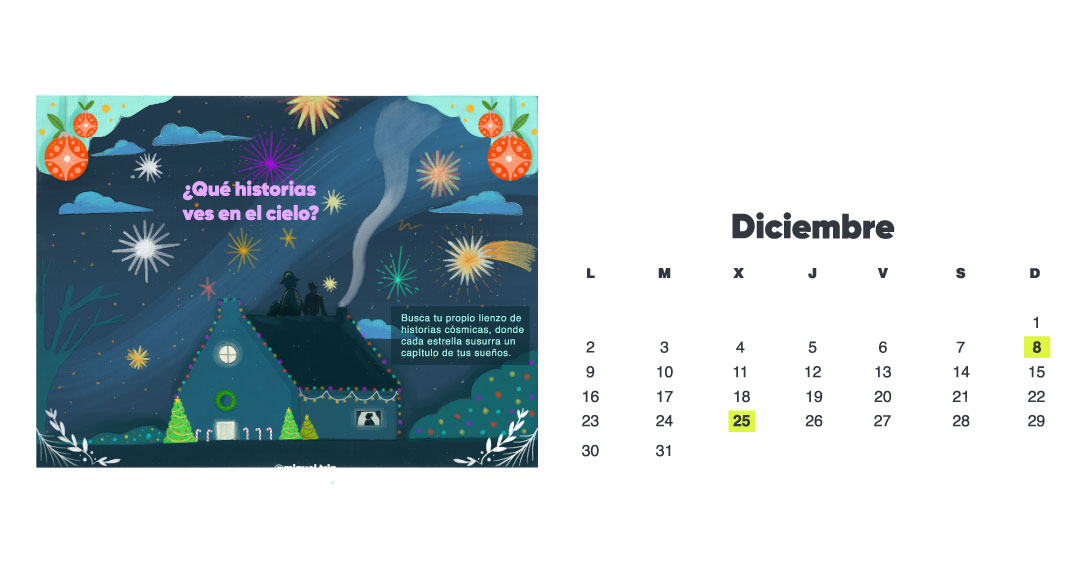 ¿Qué historias
ves en el cielo?
Busca tu propio lienzo de
historias cósmicas, donde
cada estrella susurra un
capítulo de tus sueños.
Diciembre
L M X J V S D
1
2 3 4 5 6 7 8
9 10 11 12 13 14 15
16 17 18 19 20 21 22
23 24 25 26 27 28 29
30 31